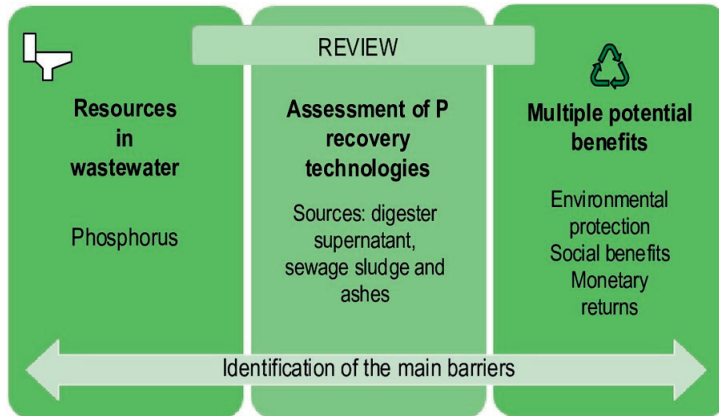 REVIEW
Resources
in
wastewater
Phosphorus
Assessment of P
recovery
technologies
Sources: digester
supernatant,
sewage sludge and
ashes
Multiple potential
benefits
Environmental
protection
Social benefits
Monetary
returns
Identification of the main barriers